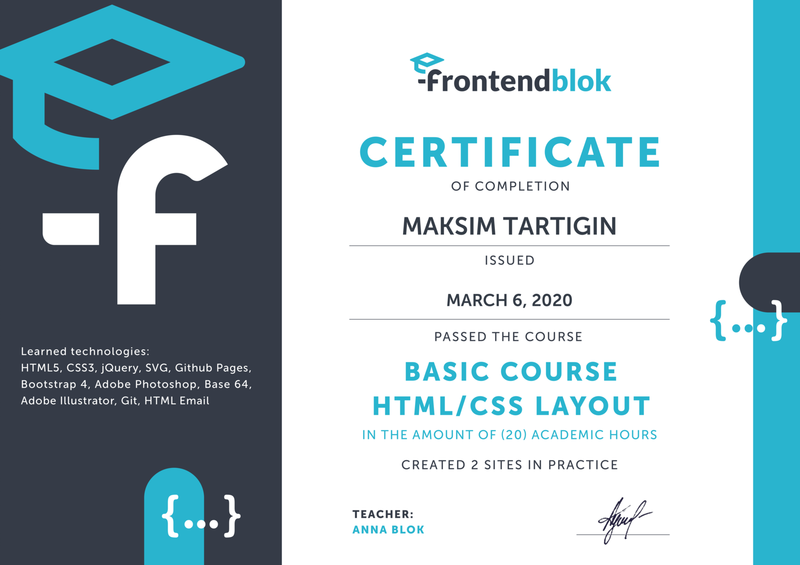 frontendblok
CERTIFICATE
OF COMPLETION
MAKSIM TARTIGIN
ISSUED
MARCH 6, 2020
PASSED THE COURSE
BASIC COURSE
HTML/CSS LAYOUT
IN THE AMOUNT OF (20) ACADEMIC HOURS
CREATED 2 SITES IN PRACTICE
TEACHER:
ANNA BLOK
-f
Learned technologies:
HTML5, CSS3, jQuery, SVG, Github Pages,
Bootstrap 4, Adobe Photoshop, Base 64,
Adobe Illustrator, Git, HTML Email
{...}
{...}